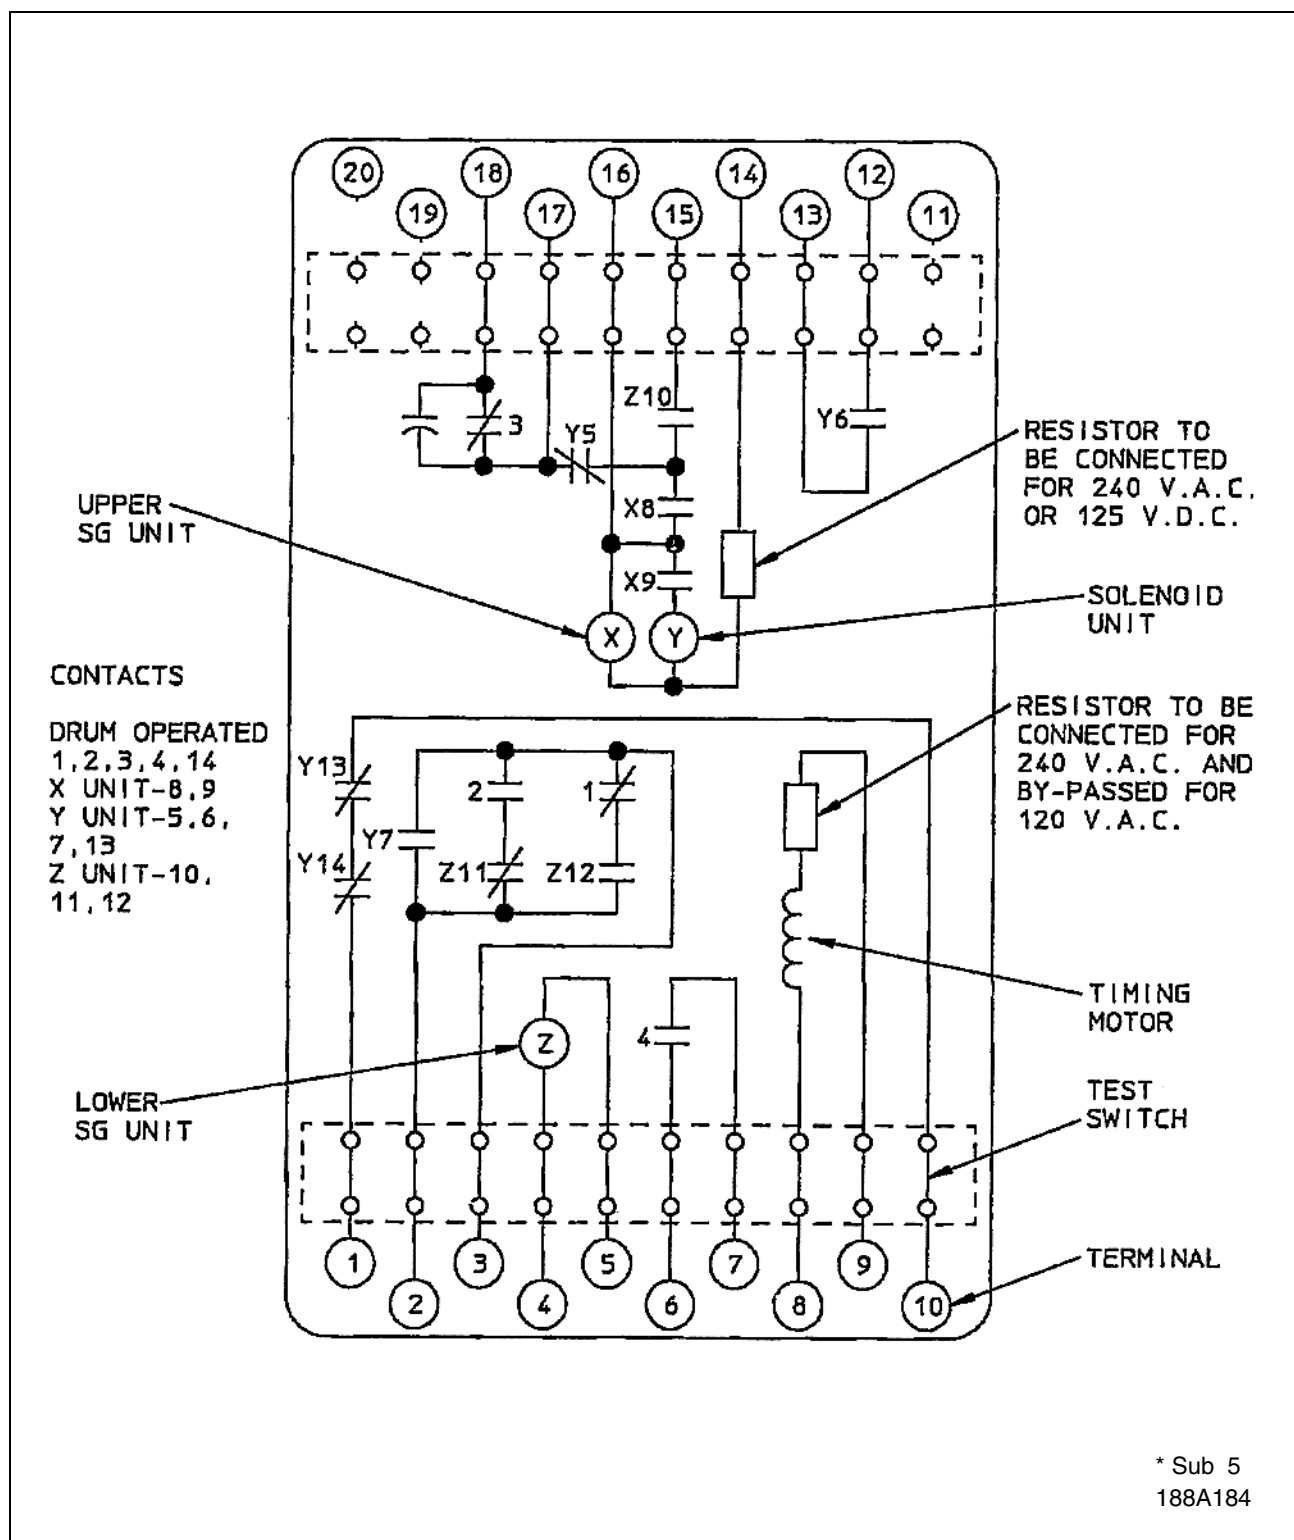 20
18
16
14
12
19
17
15
13
11
Z10
3
Y5
Y6
RESISTOR TO
BE CONNECTED
FOR 240 V.A.C.
OR 125 V.D.C.
UPPER
SG UNIT
X8
X9
SOLENOID
UNIT
X
Y
CONTACTS
DRUM OPERATED
1,2,3,4,14
X UNIT-8,9
Y UNIT-5,6,
7,13
Z UNIT-10,
11,12
RESISTOR TO BE
CONNECTED FOR
240 V.A.C. AND
BY-PASSED FOR
120 V.A.C.
Y13
2
1
Y7
Y14
Z11
Z12
TIMING
MOTOR
Z
4
LOWER
SG UNIT
TEST
SWITCH
1
3
5
7
9
TERMINAL
2
4
6
8
10
* Sub 5
188A184